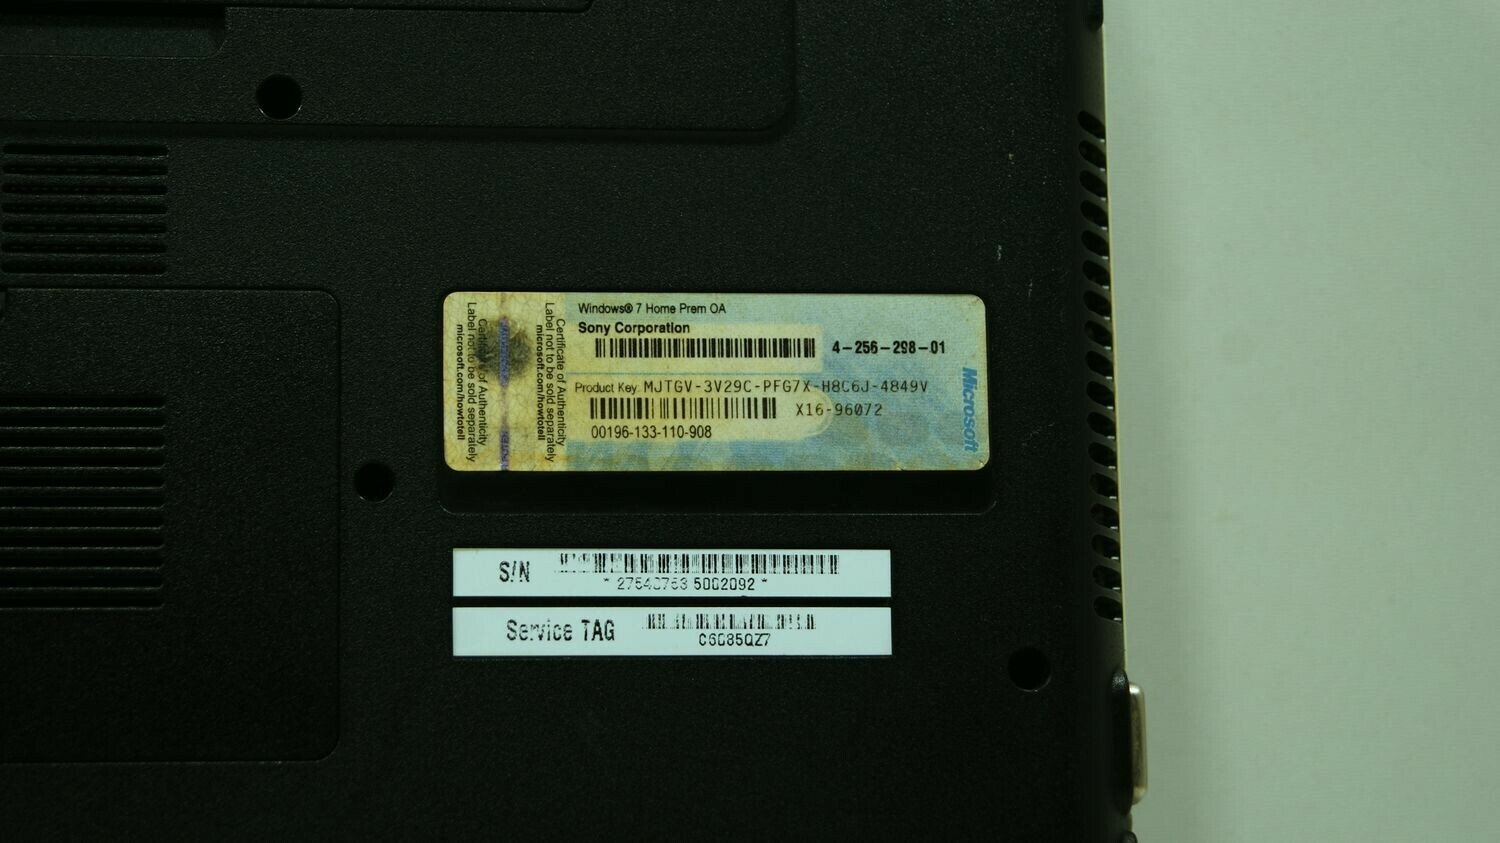 Windows® 7 Home Prem OA
Sony Corporation
4-256-298-01
Product Key: MJTGV-3V29C-PFG7X-H8C6J-4849V
X16-96072
00196-133-110-908
Microsoft
Certificate of Authenticity
Label not to be sold separately
microsoft.com/howtotell
Certificate of Authenticity
Label not to be sold separately
microsoft.com/howtotell
S/N
5002092 *
Service TAG
C6085QZ7